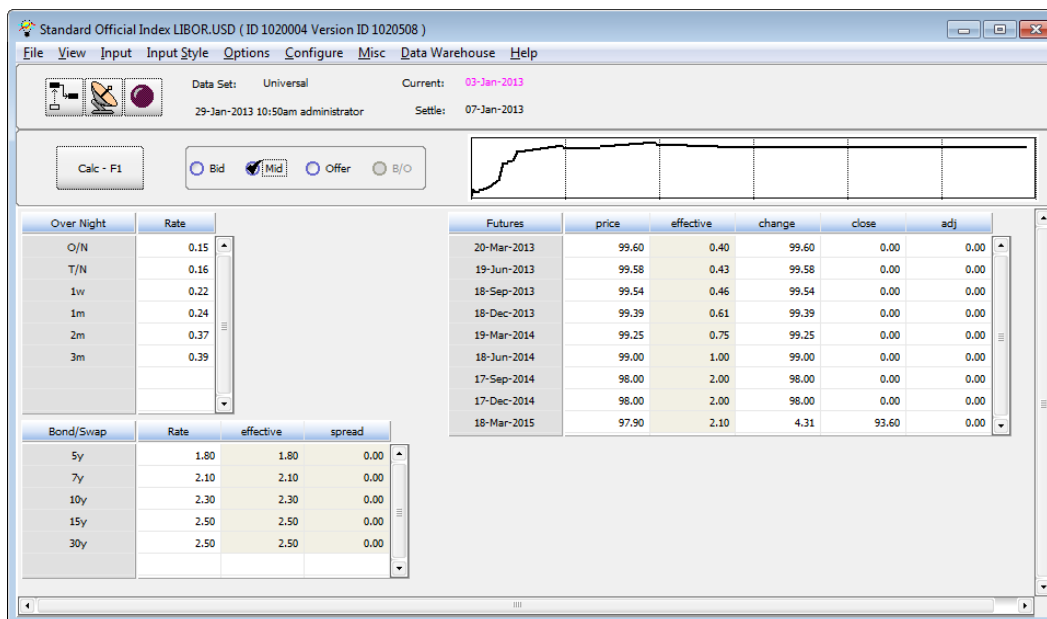 Standard Official Index LIBOR.USD ( ID 1020004 Version ID 1020508 )
File View Input Input Style Options Configure Misc Data Warehouse Help
Data Set: Universal Current: 03-Jan-2013
29-Jan-2013 10:50am administrator Settle: 07-Jan-2013
Calc - F1 Bid Mid Offer B/O
Over Night Rate
O/N 0.15
T/N 0.16
1w 0.22
1m 0.24
2m 0.37
3m 0.39
Futures price effective change close adj
20-Mar-2013 99.60 0.40 99.60 0.00 0.00
19-Jun-2013 99.58 0.43 99.58 0.00 0.00
18-Sep-2013 99.54 0.46 99.54 0.00 0.00
18-Dec-2013 99.39 0.61 99.39 0.00 0.00
19-Mar-2014 99.25 0.75 99.25 0.00 0.00
18-Jun-2014 99.00 1.00 99.00 0.00 0.00
17-Sep-2014 98.00 2.00 98.00 0.00 0.00
17-Dec-2014 98.00 2.00 98.00 0.00 0.00
18-Mar-2015 97.90 2.10 4.31 93.60 0.00
Bond/Swap Rate effective spread
5y 1.80 1.80 0.00
7y 2.10 2.10 0.00
10y 2.30 2.30 0.00
15y 2.50 2.50 0.00
30y 2.50 2.50 0.00